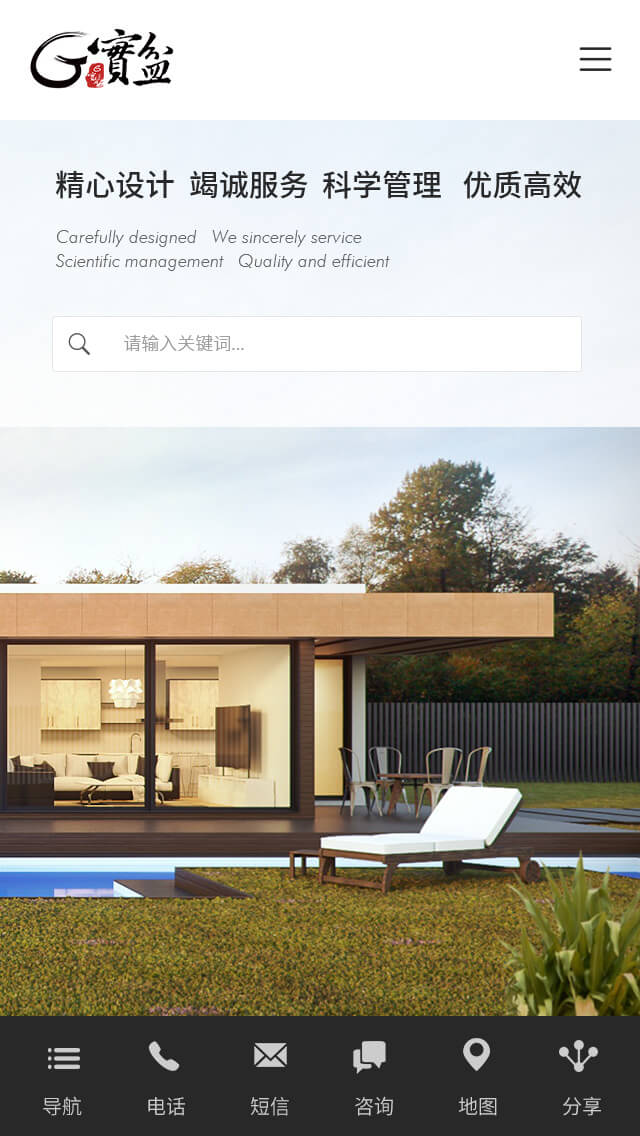 G實盆
精心设计 竭诚服务 科学管理 优质高效
Carefully designed We sincerely service
Scientific management Quality and efficient
请输入关键词...
导航 电话 短信 咨询 地图 分享